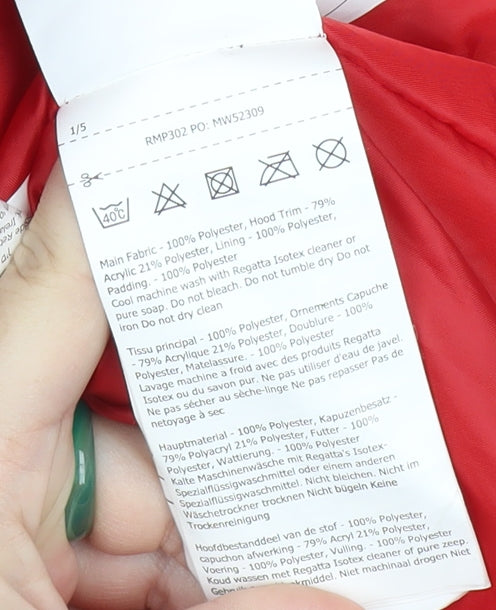 1/5
RMP302 PO: MW52309
40°C
Main Fabric - 100% Polyester, Hood Trim - 79%
Acrylic 21% Polyester, Lining - 100% Polyester,
Padding. - 100% Polyester
Cool machine wash with Regatta Isotex cleaner or
pure soap. Do not bleach. Do not tumble dry Do not
iron Do not dry clean
Tissu principal - 100% Polyester, Ornements Capuche
- 79% Acrylique 21% Polyester, Doublure - 100%
Polyester, Matelassure. - 100% Polyester
Lavage machine a froid avec des produits Regatta
Isotex ou du savon pur. Ne pas utiliser d'eau de javel.
Ne pas sécher au sèche-linge Ne pas repasser Pas de
nettoyage à sec
Hauptmaterial - 100% Polyester, Kapuzenbesatz -
79% Polyacryl 21% Polyester, Futter - 100%
Polyester, Wattierung. - 100% Polyester
Kalte Maschinenwäsche mit Regatta's Isotex-
Spezialflüssigwaschmittel oder einem anderen
Spezialflüssigwaschmittel. Nicht bleichen. Nicht im
Wäschetrockner trocknen Nicht bügeln Keine
Trockenreinigung
Hoofdbestanddeel van de stof - 100% Polyester,
capuchon afwerking - 79% Acryl 21% Polyester,
Voering - 100% Polyester, Vulling. - 100% Polyester
Koud wassen met Regatta Isotex cleaner of pure zeep.
Niet machinaal drogen Niet